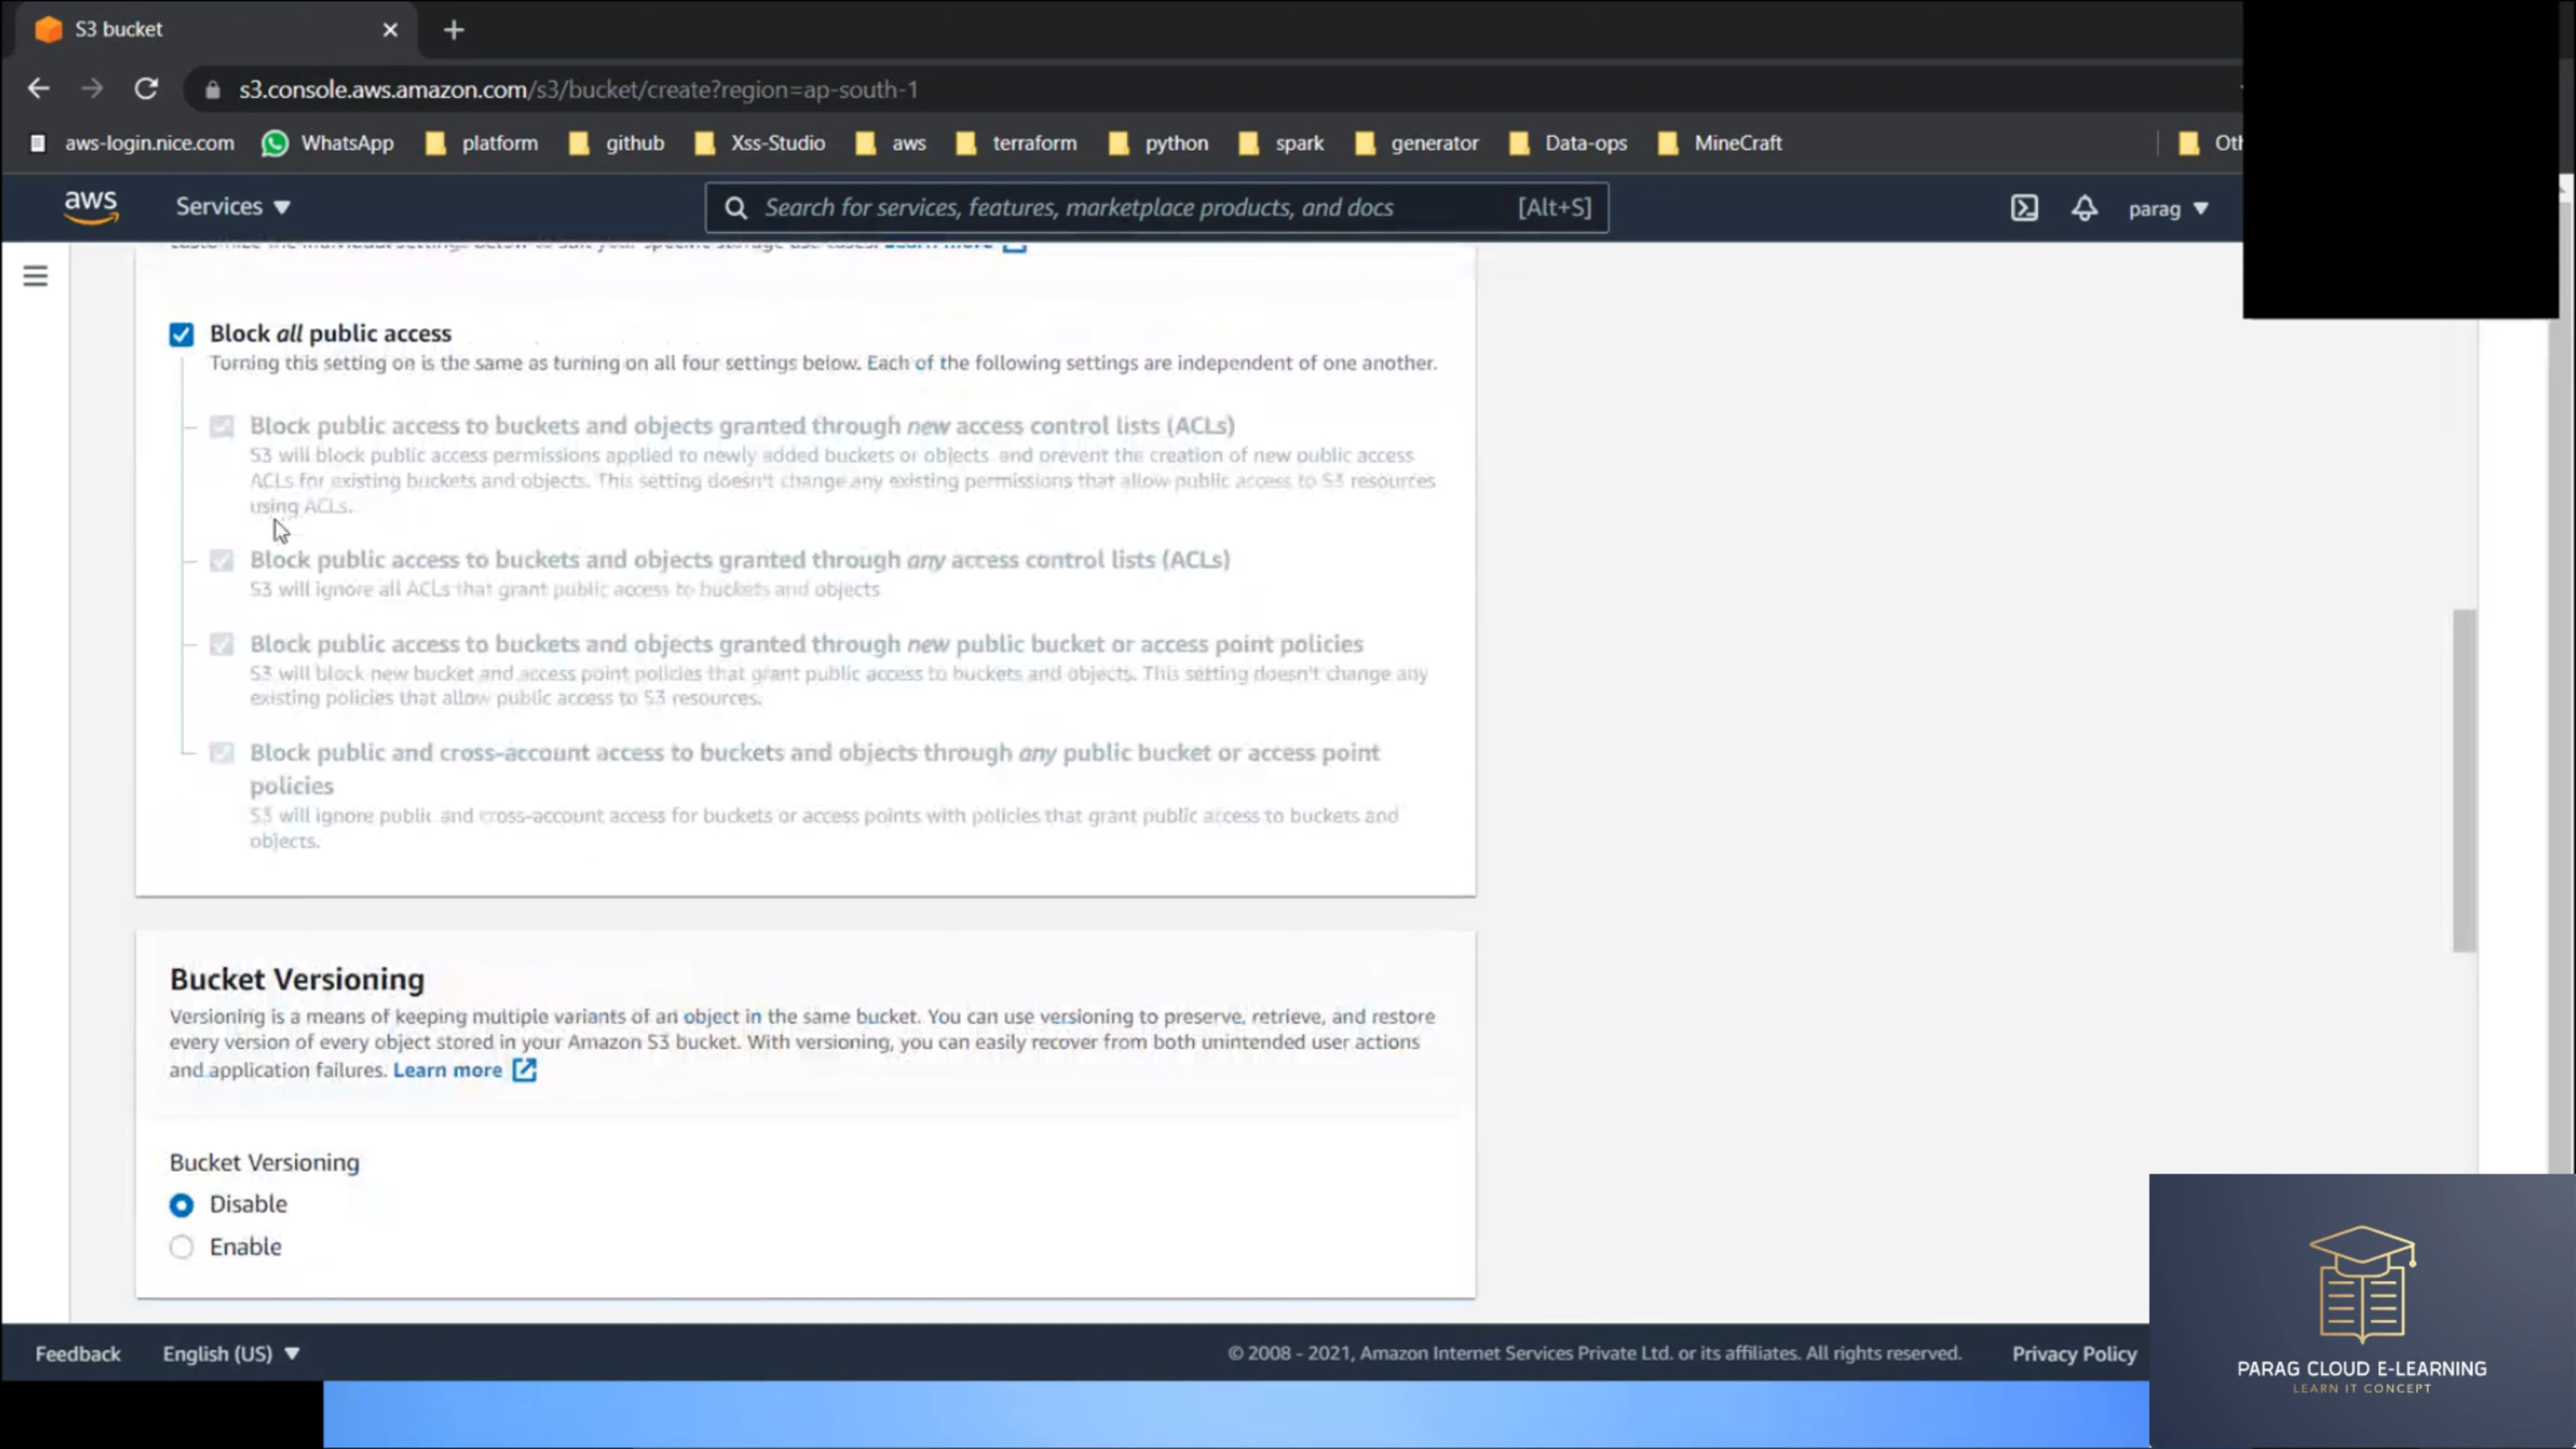 S3 bucket
s3.console.aws.amazon.com/s3/bucket/create?region=ap-south-1
aws-login.nice.com WhatsApp platform github Xss-Studio aws terraform python spark generator Data-ops MineCraft
aws Services Search for services, features, marketplace products, and docs [Alt+S] parag
customize the individual settings below to suit your specific storage use cases. Learn more
Block all public access
Turning this setting on is the same as turning on all four settings below. Each of the following settings are independent of one another.
Block public access to buckets and objects granted through new access control lists (ACLs)
S3 will block public access permissions applied to newly added buckets or objects, and prevent the creation of new public access
ACLs for existing buckets and objects. This setting doesn't change any existing permissions that allow public access to S3 resources
using ACLs.
Block public access to buckets and objects granted through any access control lists (ACLs)
S3 will ignore all ACLs that grant public access to buckets and objects
Block public access to buckets and objects granted through new public bucket or access point policies
S3 will block new bucket and access point policies that grant public access to buckets and objects. This setting doesn't change any
existing policies that allow public access to S3 resources.
Block public and cross-account access to buckets and objects through any public bucket or access point
policies
S3 will ignore public and cross-account access for buckets or access points with policies that grant public access to buckets and
objects.
Bucket Versioning
Versioning is a means of keeping multiple variants of an object in the same bucket. You can use versioning to preserve, retrieve, and restore
every version of every object stored in your Amazon S3 bucket. With versioning, you can easily recover from both unintended user actions
and application failures. Learn more
Bucket Versioning
Disable
Enable
Feedback English (US) © 2008 - 2021, Amazon Internet Services Private Ltd. or its affiliates. All rights reserved. Privacy Policy
PARAG CLOUD E-LEARNING
LEARN IT CONCEPT